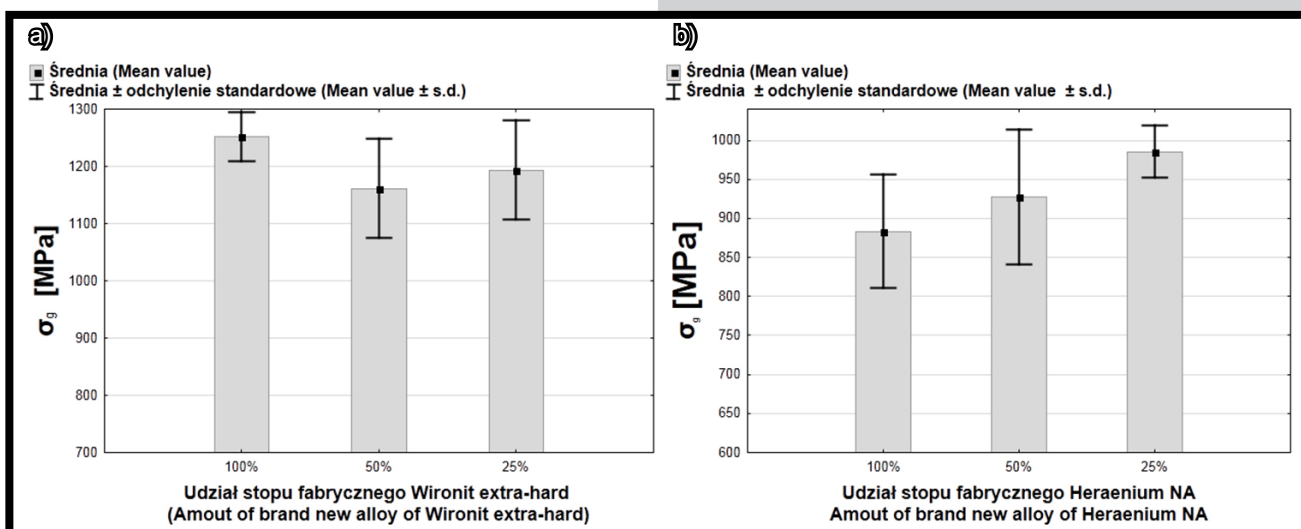 a)
Średnia (Mean value)
Średnia ± odchylenie standardowe (Mean value ± s.d.)
1300
1200
1100
1000
900
800
700
σg [MPa]
100% 50% 25%
Udział stopu fabrycznego Wironit extra-hard
(Amout of brand new alloy of Wironit extra-hard)
b)
Średnia (Mean value)
Średnia ± odchylenie standardowe (Mean value ± s.d.)
1000
950
900
850
800
750
700
650
600
σg [MPa]
100% 50% 25%
Udział stopu fabrycznego Heraenium NA
Amout of brand new alloy of Heraenium NA